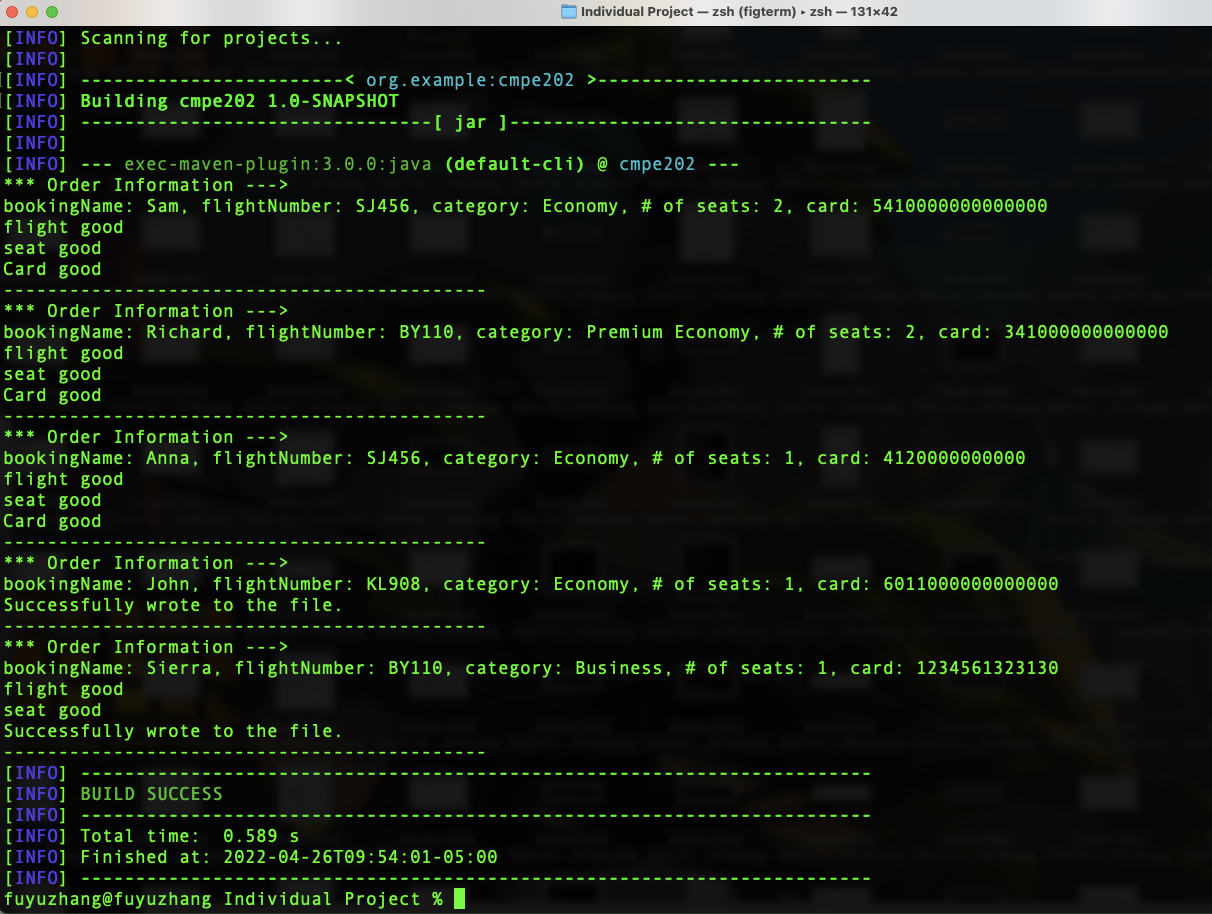 Individual Project — zsh (figterm) ▸ zsh — 131×42
[INFO] Scanning for projects...
[INFO]
[INFO] ------------------------< org.example:cmpe202 >-------------------------
[INFO] Building cmpe202 1.0-SNAPSHOT
[INFO] --------------------------------[ jar ]---------------------------------
[INFO]
[INFO] --- exec-maven-plugin:3.0.0:java (default-cli) @ cmpe202 ---
*** Order Information --->
bookingName: Sam, flightNumber: SJ456, category: Economy, # of seats: 2, card: 5410000000000000
flight good
seat good
Card good
--------------------------------------------
*** Order Information --->
bookingName: Richard, flightNumber: BY110, category: Premium Economy, # of seats: 2, card: 341000000000000
flight good
seat good
Card good
--------------------------------------------
*** Order Information --->
bookingName: Anna, flightNumber: SJ456, category: Economy, # of seats: 1, card: 4120000000000
flight good
seat good
Card good
--------------------------------------------
*** Order Information --->
bookingName: John, flightNumber: KL908, category: Economy, # of seats: 1, card: 6011000000000000
Successfully wrote to the file.
--------------------------------------------
*** Order Information --->
bookingName: Sierra, flightNumber: BY110, category: Business, # of seats: 1, card: 1234561323130
flight good
seat good
Successfully wrote to the file.
--------------------------------------------
[INFO] ------------------------------------------------------------------------
[INFO] BUILD SUCCESS
[INFO] ------------------------------------------------------------------------
[INFO] Total time:  0.589 s
[INFO] Finished at: 2022-04-26T09:54:01-05:00
[INFO] ------------------------------------------------------------------------
fuyuzhang@fuyuzhang Individual Project %